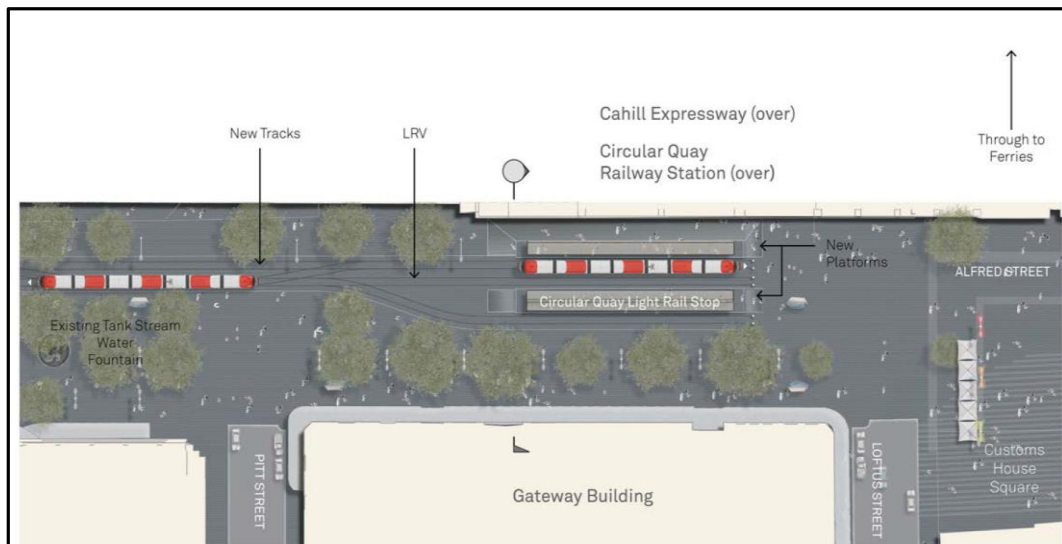 Cahill Expressway (over)
Circular Quay
Railway Station (over)
New Tracks
LRV
Through to
Ferries
New
Platforms
ALFRED STREET
Circular Quay Light Rail Stop
Existing Tank Stream
Water
Fountain
PITT STREET
LOFTUS STREET
Customs
House
Square
Gateway Building